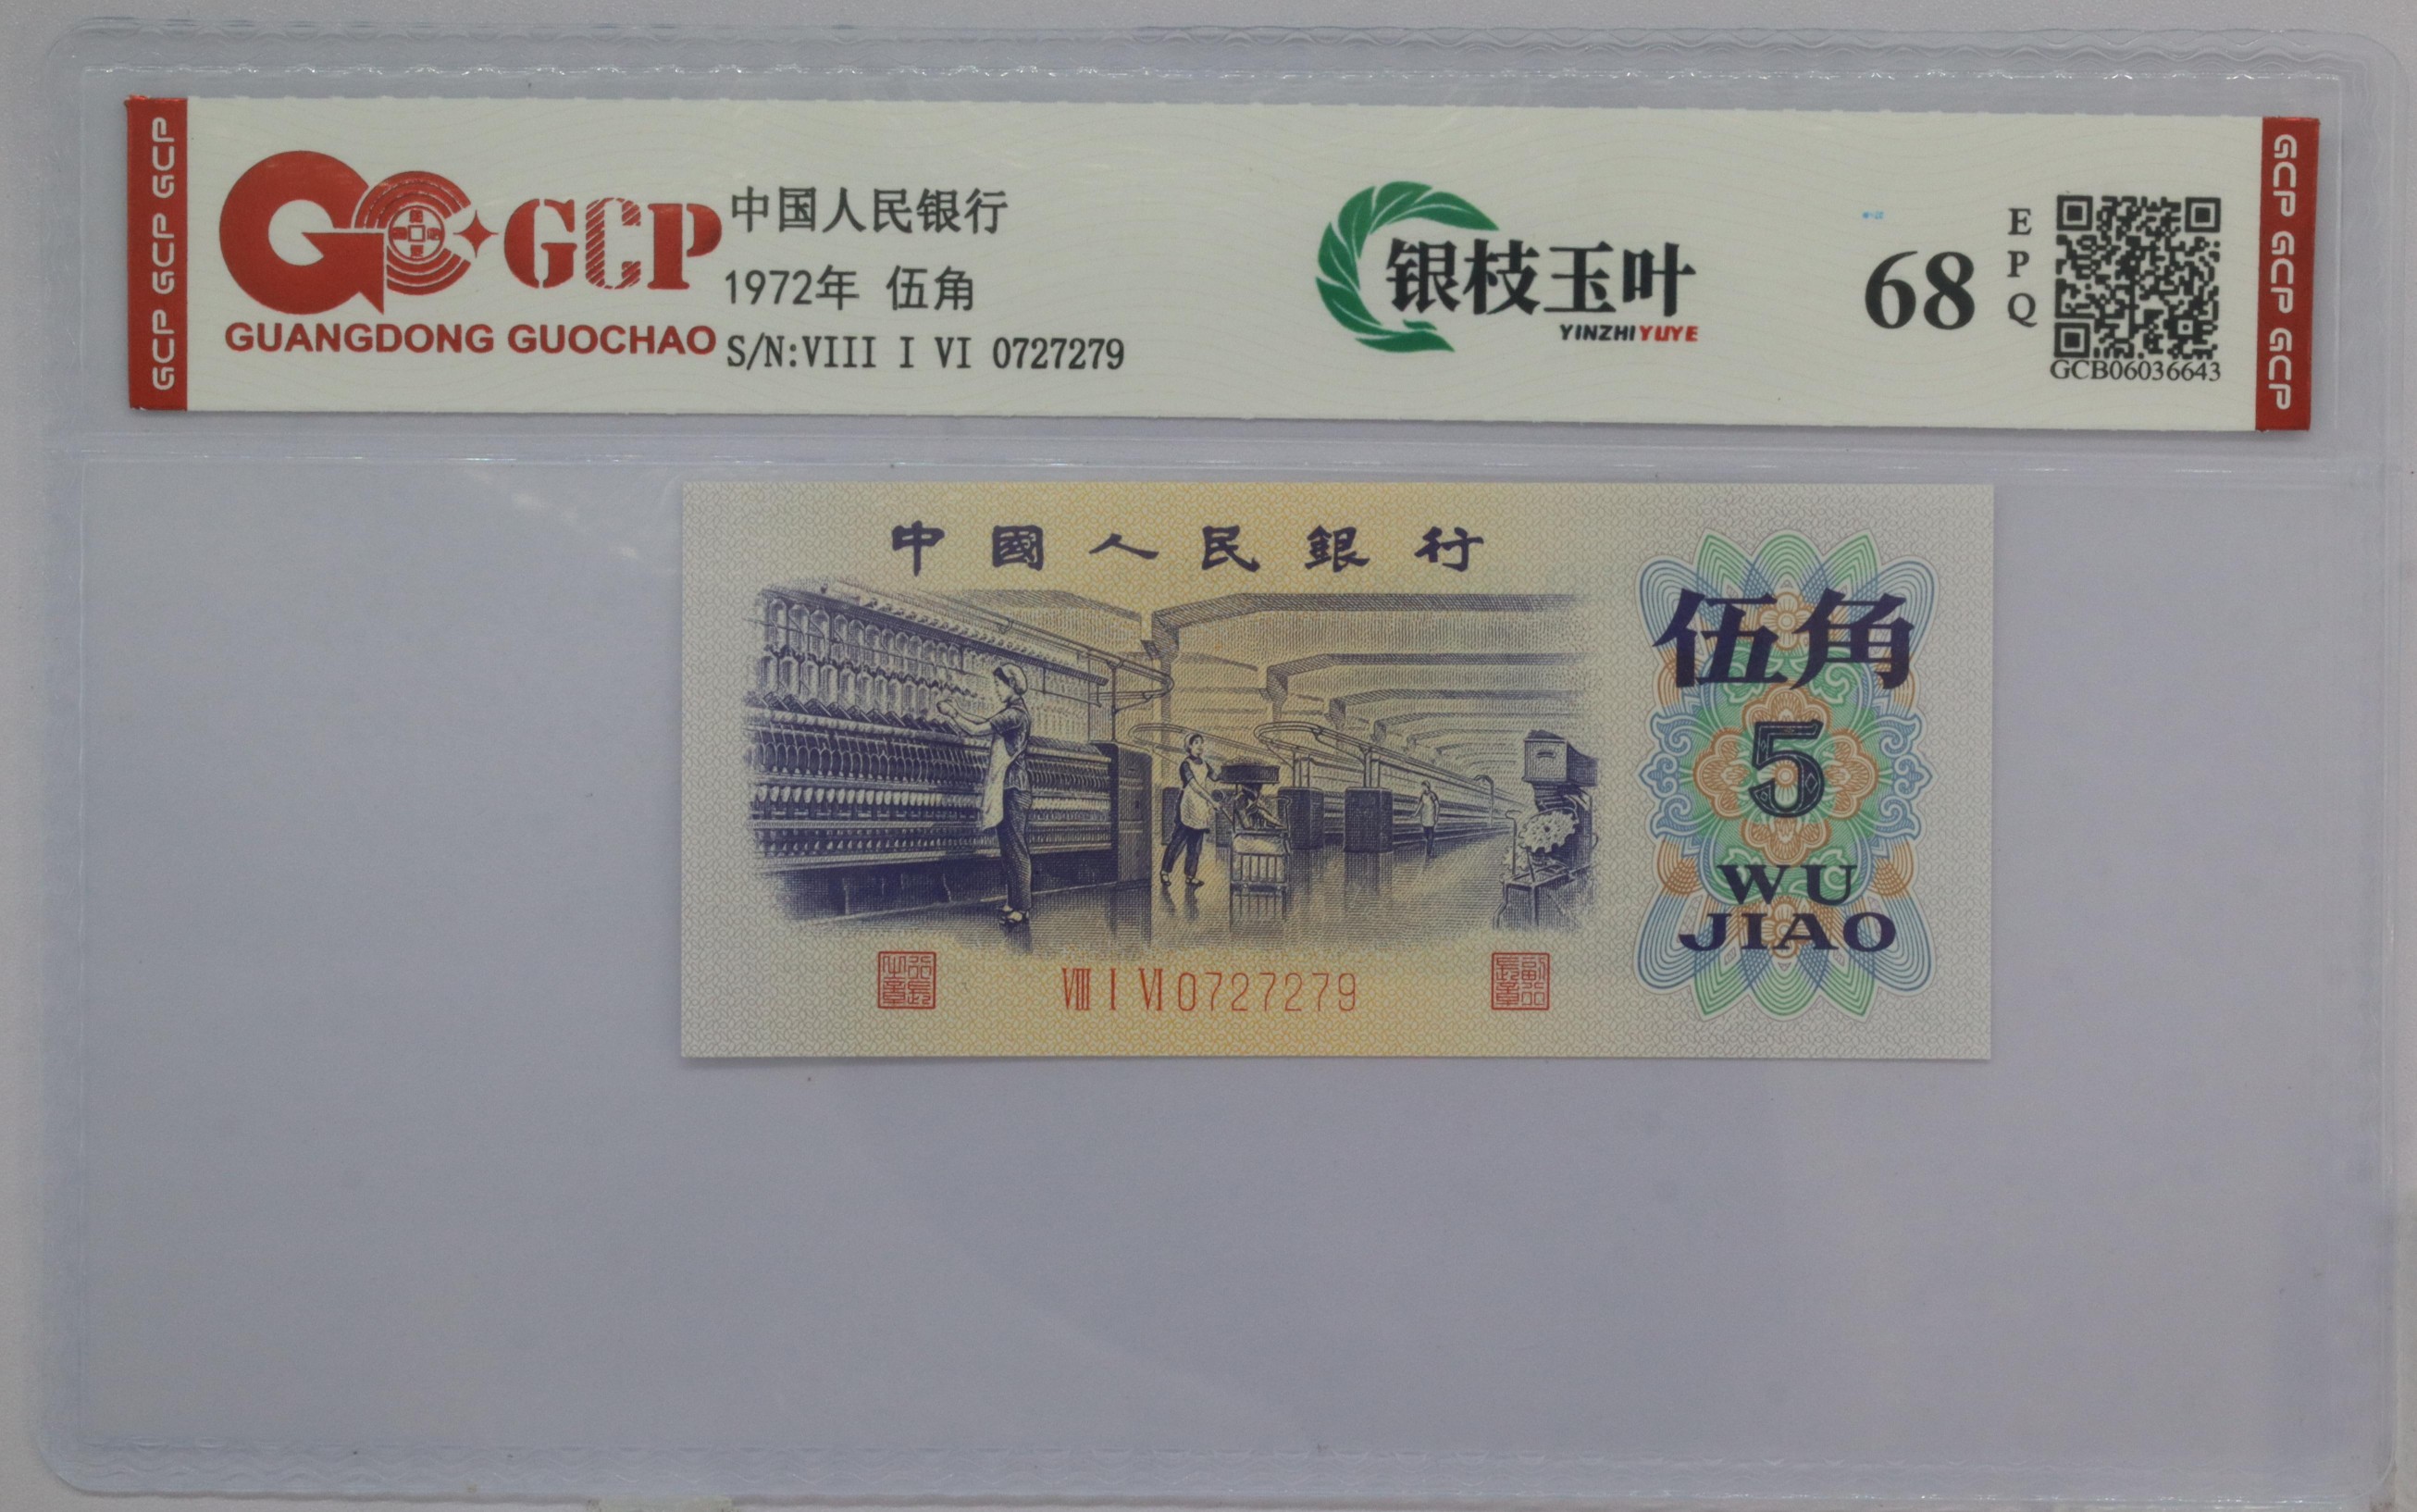 GCP GCP GCP
GCP
GUANGDONG GUOCHAO
中国人民银行
1972年 伍角
S/N:VIII I VI 0727279
银枝玉叶
YINZHIYUYE
68
EPQ
GCB06036643
GCP GCP GCP
中國人民銀行
伍角
5
WU
JIAO
VIII I VI 0727279